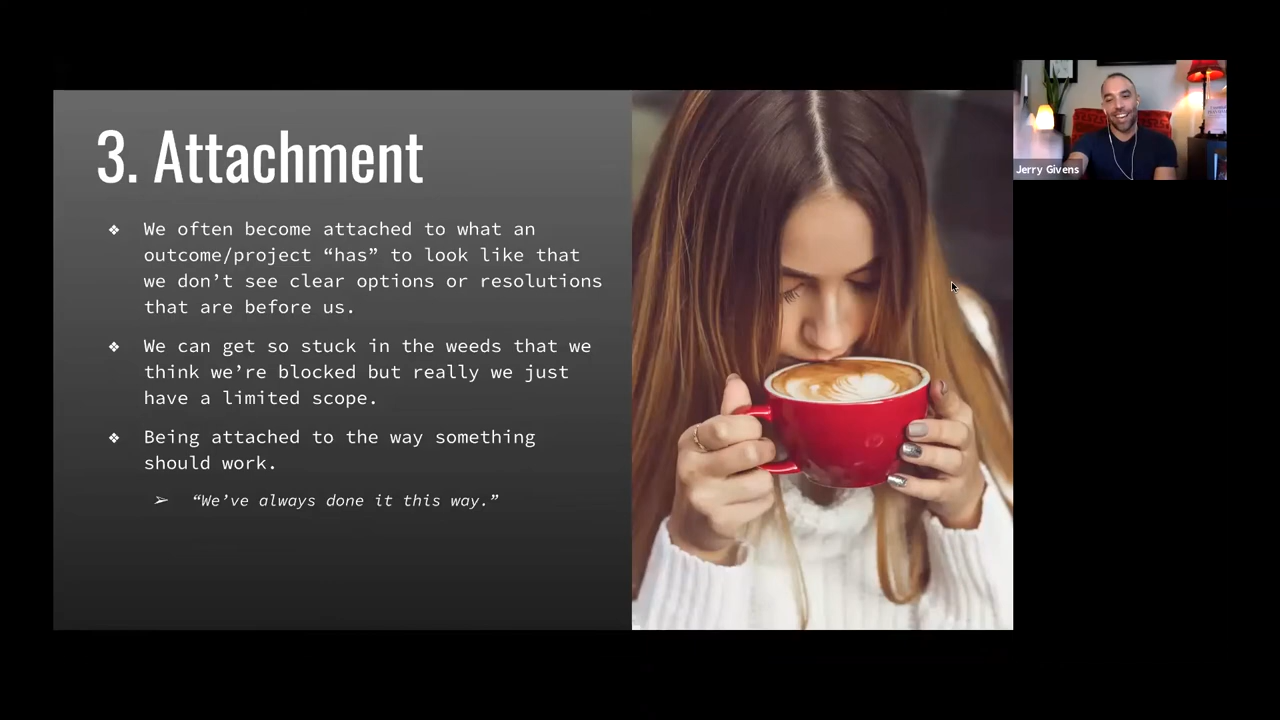 3. Attachment
❖ We often become attached to what an
outcome/project “has” to look like that
we don’t see clear options or resolutions
that are before us.
❖ We can get so stuck in the weeds that we
think we’re blocked but really we just
have a limited scope.
❖ Being attached to the way something
should work.
➢ “We’ve always done it this way.”
Jerry Givens